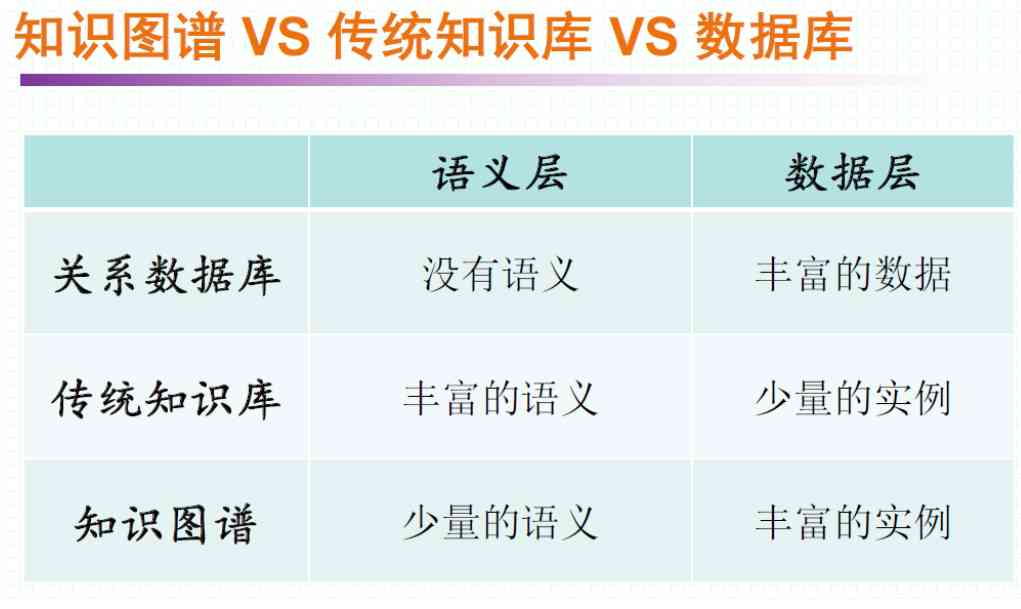 知识图谱 VS 传统知识库 VS 数据库
语义层 数据层
关系数据库 没有语义 丰富的数据
传统知识库 丰富的语义 少量的实例
知识图谱 少量的语义 丰富的实例